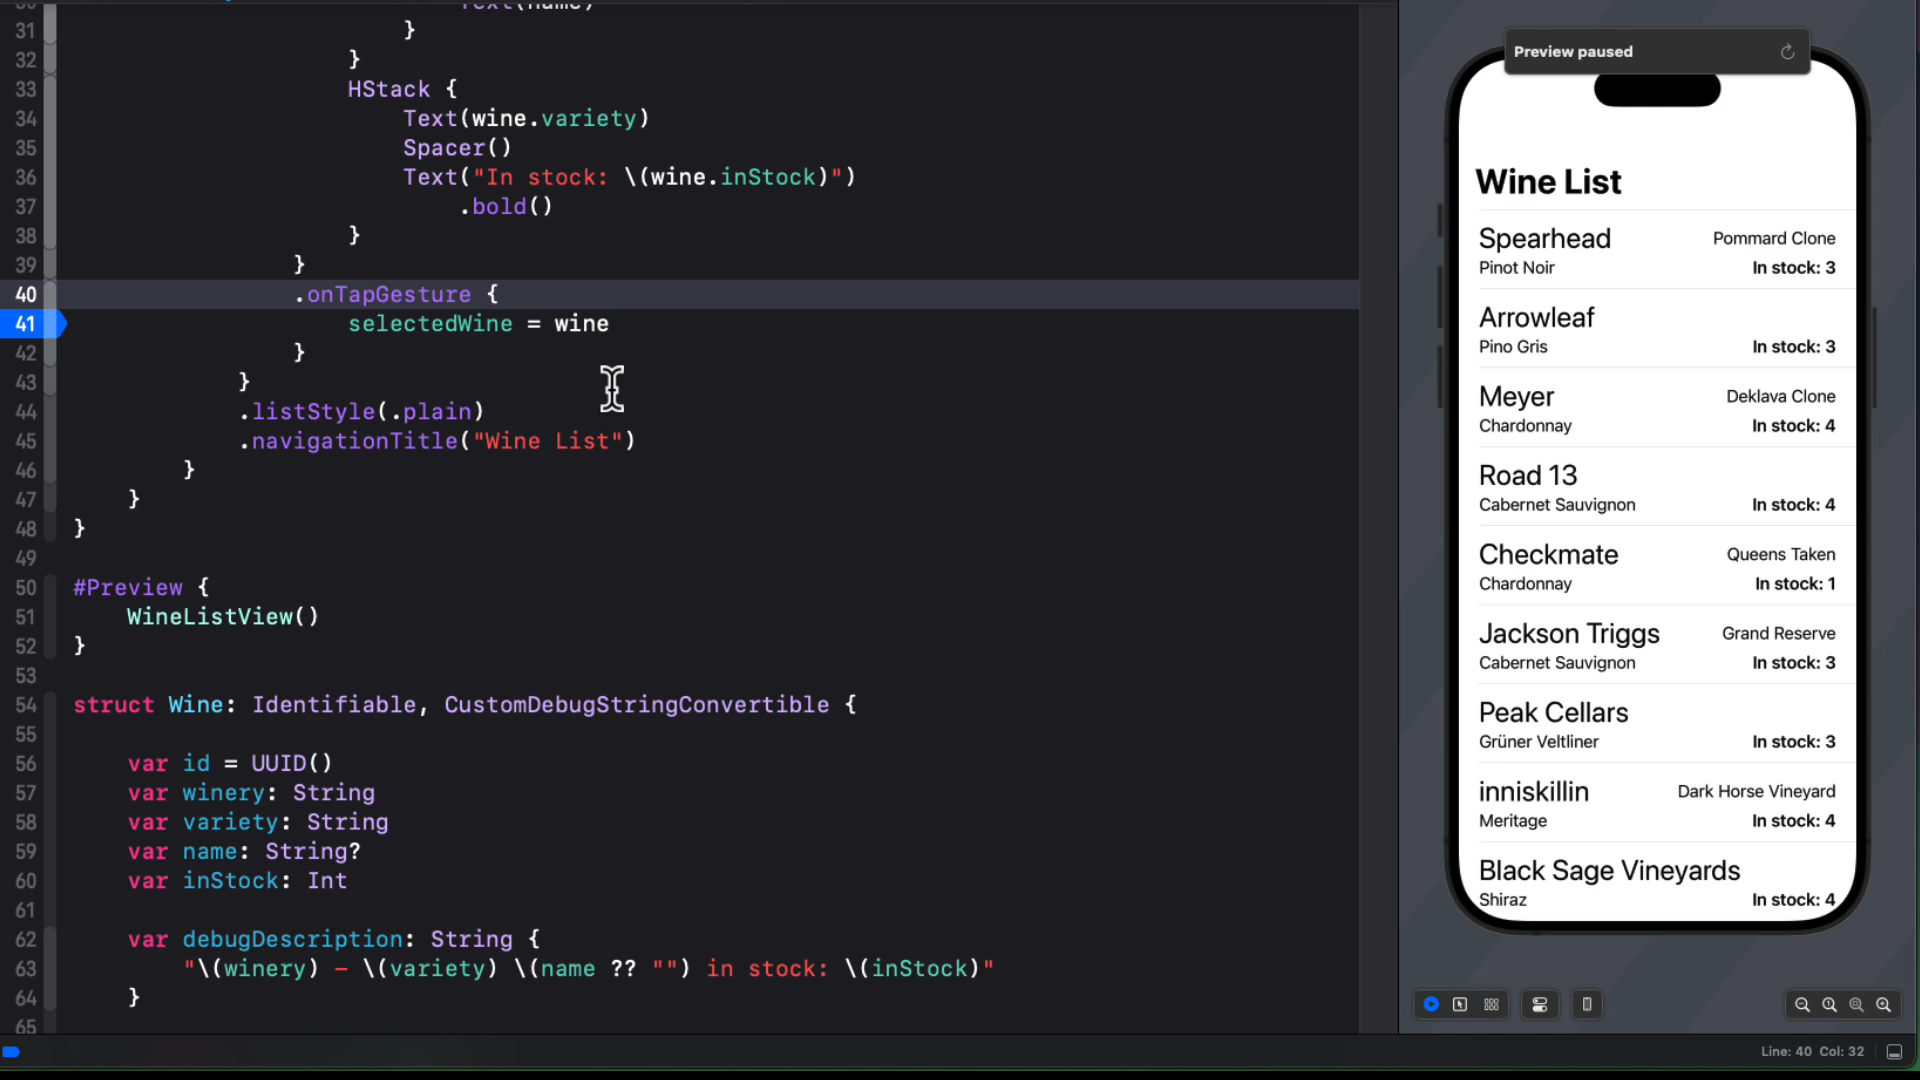 30 Text(name)
31 }
32 }
33 HStack {
34 Text(wine.variety)
35 Spacer()
36 Text("In stock: \(wine.inStock)")
37 .bold()
38 }
39 }
40 .onTapGesture {
41 selectedWine = wine
42 }
43 }
44 .listStyle(.plain)
45 .navigationTitle("Wine List")
46 }
47 }
48 }
49
50 #Preview {
51 WineListView()
52 }
53
54 struct Wine: Identifiable, CustomDebugStringConvertible {
55
56 var id = UUID()
57 var winery: String
58 var variety: String
59 var name: String?
60 var inStock: Int
61
62 var debugDescription: String {
63 "\(winery) – \(variety) \(name ?? "") in stock: \(inStock)"
64 }
65
Preview paused
Wine List
Spearhead Pommard Clone
Pinot Noir In stock: 3
Arrowleaf
Pino Gris In stock: 3
Meyer Deklava Clone
Chardonnay In stock: 4
Road 13
Cabernet Sauvignon In stock: 4
Checkmate Queens Taken
Chardonnay In stock: 1
Jackson Triggs Grand Reserve
Cabernet Sauvignon In stock: 3
Peak Cellars
Grüner Veltliner In stock: 3
inniskillin Dark Horse Vineyard
Meritage In stock: 4
Black Sage Vineyards
Shiraz In stock: 4
Line: 40 Col: 32